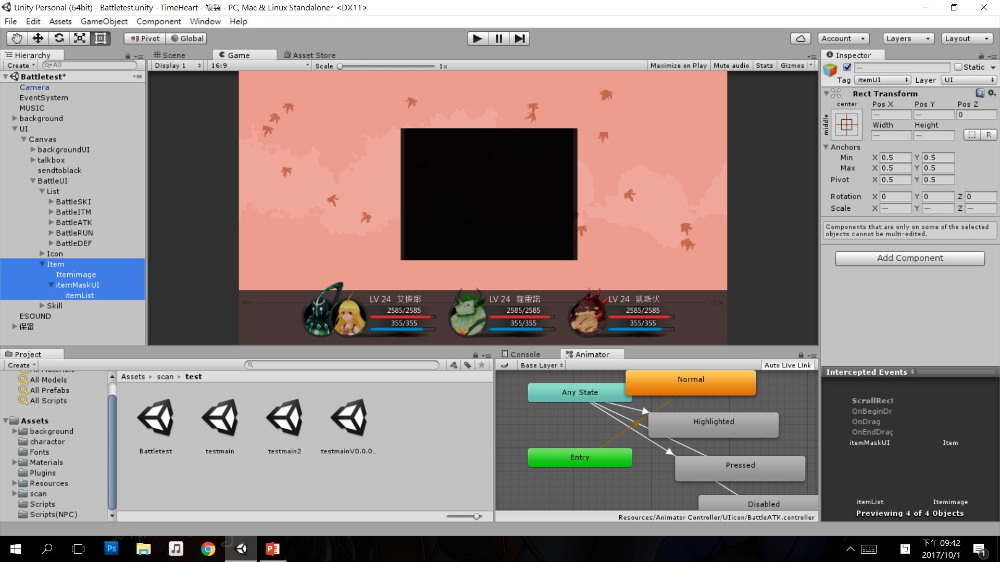 Unity Personal (64bit) - Battletest.unity - TimeHeart - 複製 - PC, Mac & Linux Standalone* <DX11>
File Edit Assets GameObject Component Window Help
Pivot Global Account Layers Layout
Hierarchy
Create All
Battletest*
Camera
EventSystem
MUSIC
background
UI
Canvas
backgroundUI
talkbox
sendtoblack
BattleUI
List
BattleSKI
BattleITM
BattleATK
BattleRUN
BattleDEF
Icon
Item
Itemimage
itemMaskUI
itemList
Skill
ESOUND
保留
Scene Game Asset Store
Display 1 16:9 Scale 1x Maximize on Play Mute audio Stats Gizmos
LV 24 艾憐娜
2585/2585
355/355
LV 24 薩雷諾
2585/2585
355/355
LV 24 凱斯伏
2585/2585
355/355
Inspector
— Static
Tag itemUI Layer UI
Rect Transform
center
middle
Pos X Pos Y Pos Z
— — 0
Width Height
— — R
Anchors
Min X 0.5 Y 0.5
Max X 0.5 Y 0.5
Pivot X 0.5 Y 0.5
Rotation X 0 Y 0 Z 0
Scale X — Y — Z —
Components that are only on some of the selected
objects cannot be multi-edited.
Add Component
Project
Create
All Models
All Prefabs
All Scripts
Assets
background
charactor
Fonts
Materials
Plugins
Resources
scan
Scripts
Scripts(NPC)
Assets scan test
Battletest testmain testmain2 testmainV0.0.0...
Console Animator
Base Layer Auto Live Link
Normal
Any State
Highlighted
Entry
Pressed
Disabled
Resources/Animator Controller/UIicon/BattleATK.controller
Intercepted Events
ScrollRect
OnBeginDr
OnDrag
OnEndDrag
itemMaskUI Item
itemList Itemimage
Previewing 4 of 4 Objects
Ps
下午 09:42
2017/10/1
1